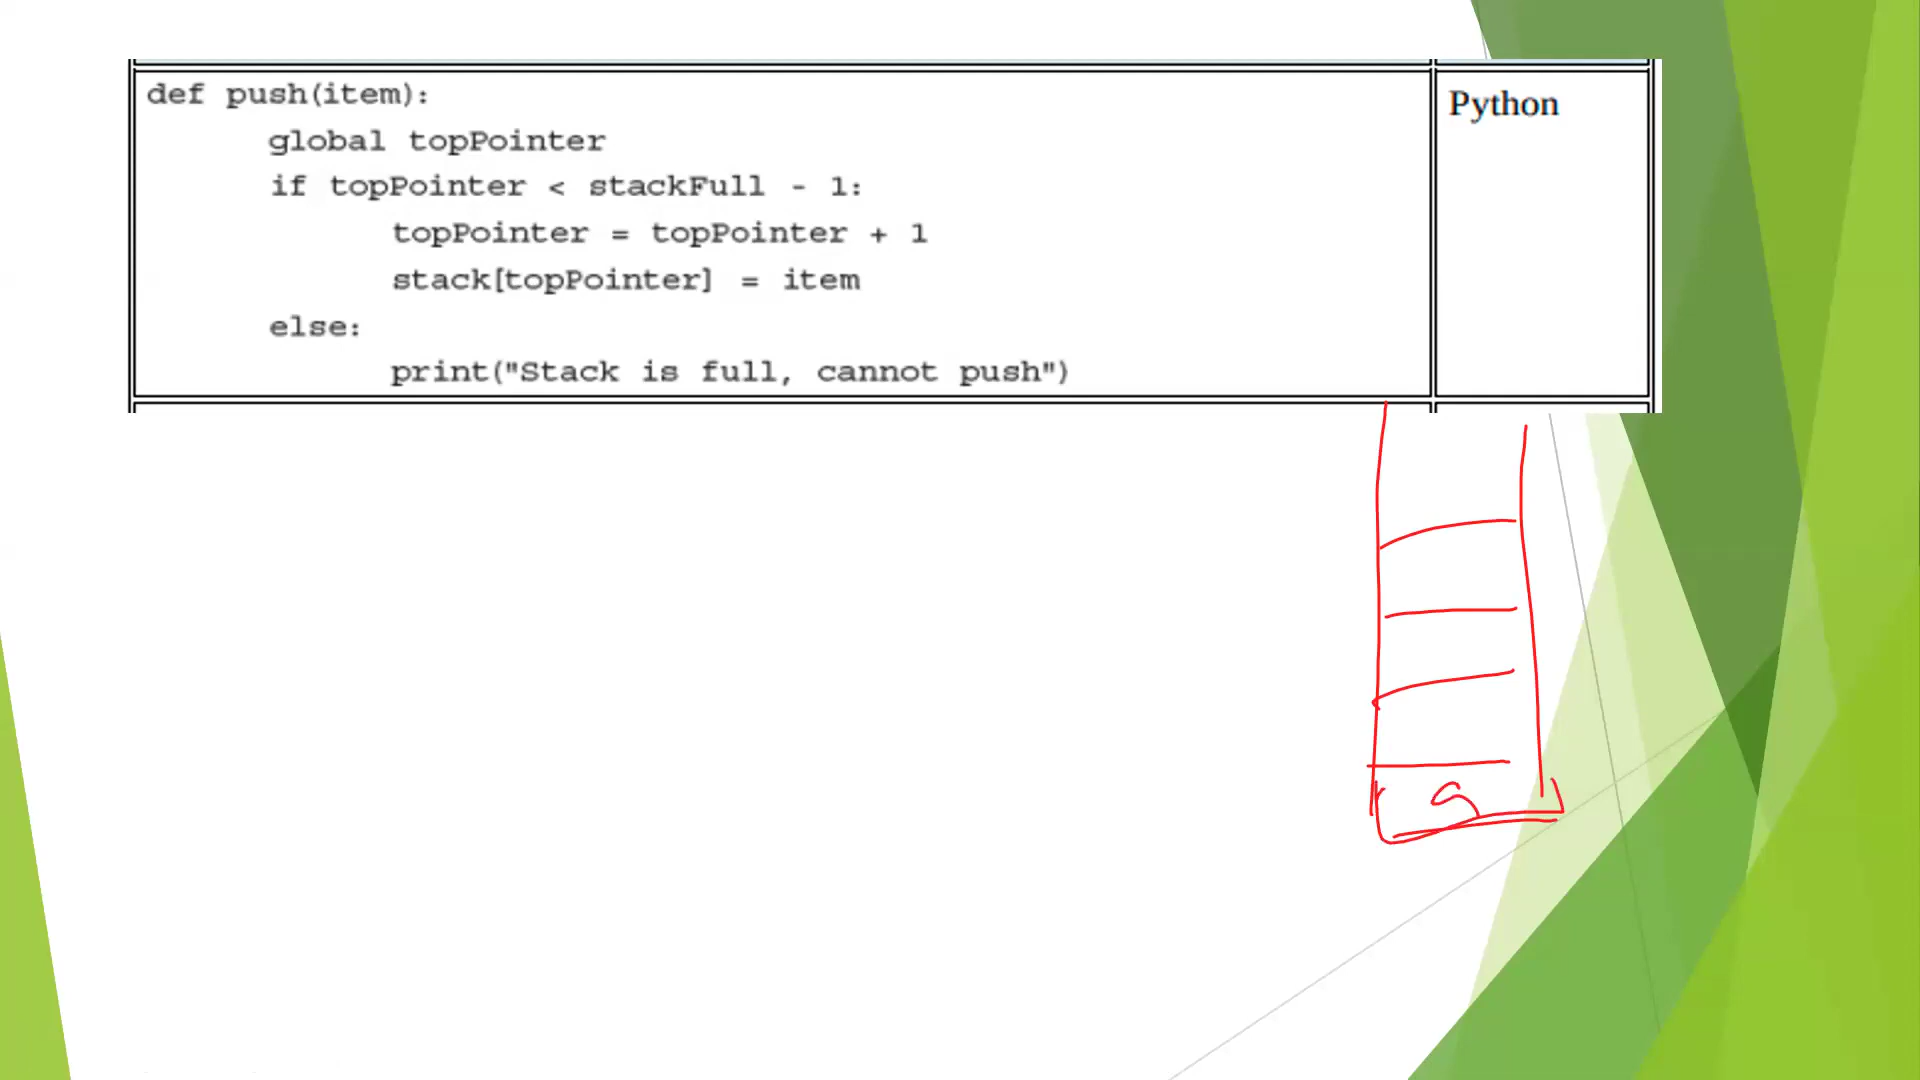 def push(item):
global topPointer
if topPointer < stackFull - 1:
topPointer = topPointer + 1
stack[topPointer] = item
else:
print("Stack is full, cannot push")
Python